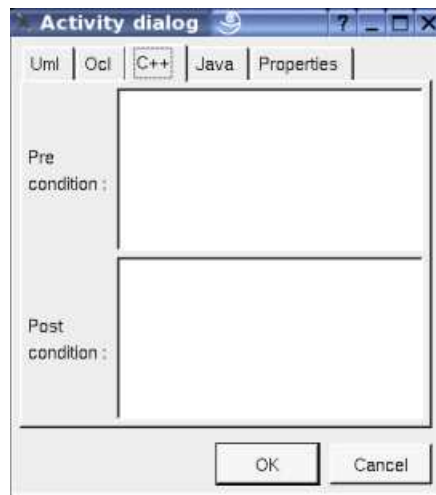 Activity dialog
Uml Ocl C++ Java Properties
Pre
condition :
Post
condition :
OK Cancel